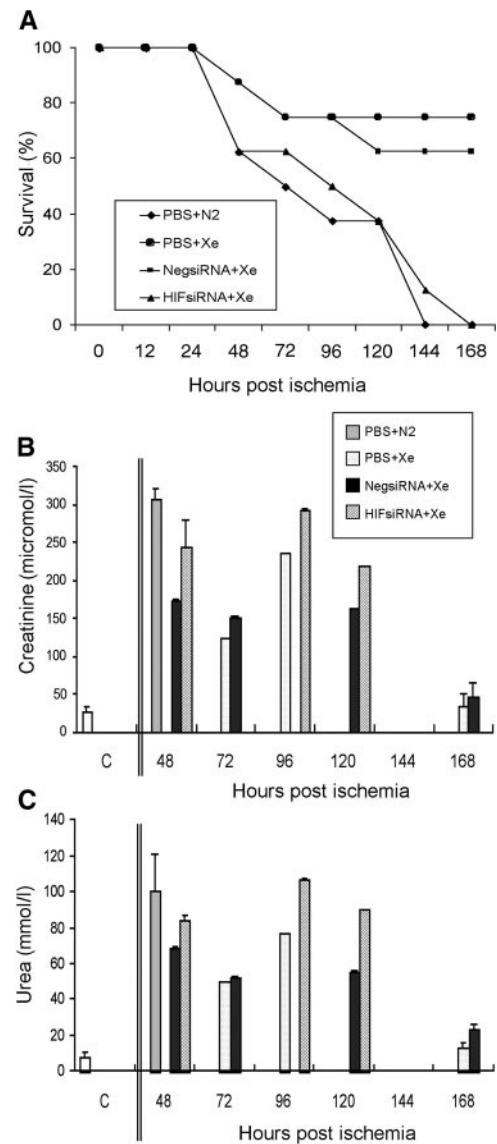 A
100
80
60
40
20
0
Survival (%)
PBS+N2
PBS+Xe
NegsiRNA+Xe
HIFsiRNA+Xe
0 12 24 48 72 96 120 144 168
Hours post ischemia
B
PBS+N2
PBS+Xe
NegsiRNA+Xe
HIFsiRNA+Xe
350
300
250
200
150
100
50
0
Creatinine (micromol/l)
C 48 72 96 120 144 168
Hours post ischemia
C
140
120
100
80
60
40
20
0
Urea (mmol/l)
C 48 72 96 120 144 168
Hours post ischemia